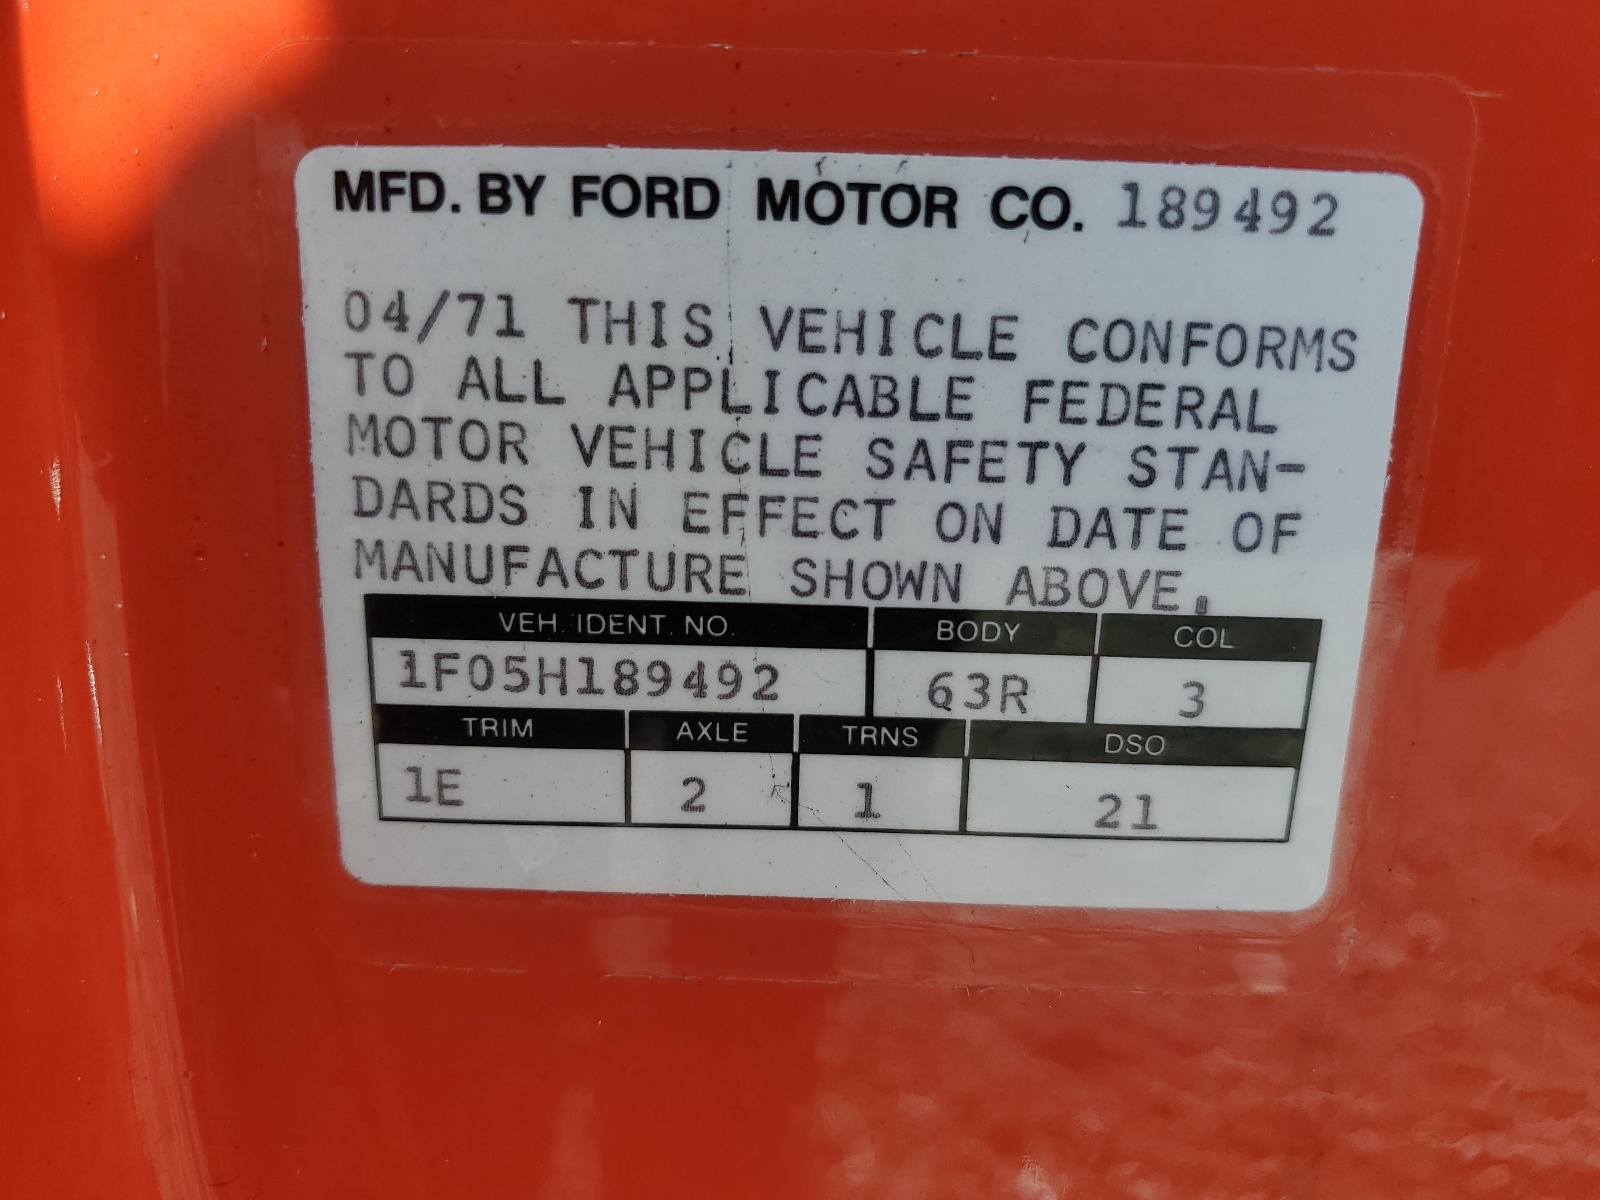 MFD. BY FORD MOTOR CO. 189492
04/71 THIS VEHICLE CONFORMS
TO ALL APPLICABLE FEDERAL
MOTOR VEHICLE SAFETY STAN-
DARDS IN EFFECT ON DATE OF
MANUFACTURE SHOWN ABOVE.
VEH. IDENT. NO. BODY COL
1F05H189492 63R 3
TRIM AXLE TRNS DSO
1E 2 1 21